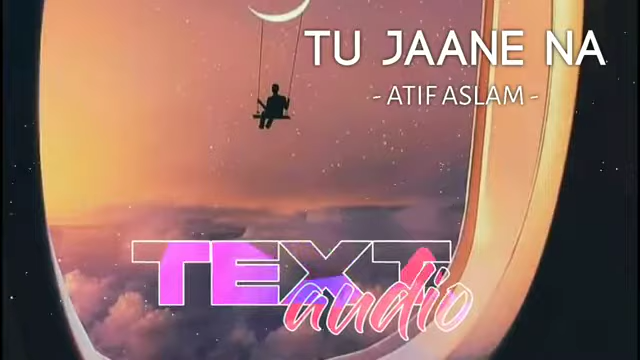 TU JAANE NA
- ATIF ASLAM -
TEXT
audio